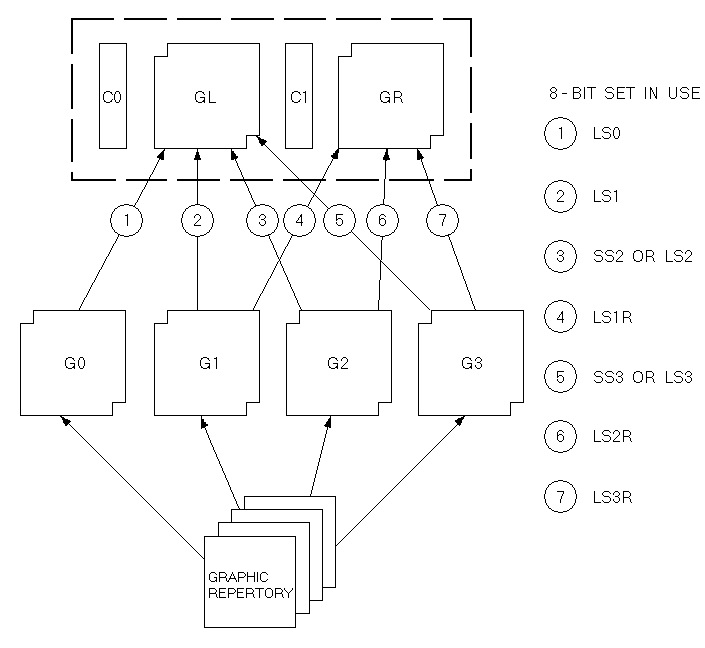 C0
GL
C1
GR
8-BIT SET IN USE
1 LS0
2 LS1
3 SS2 OR LS2
4 LS1R
5 SS3 OR LS3
6 LS2R
7 LS3R
1
2
3
4
5
6
7
G0
G1
G2
G3
GRAPHIC
REPERTORY